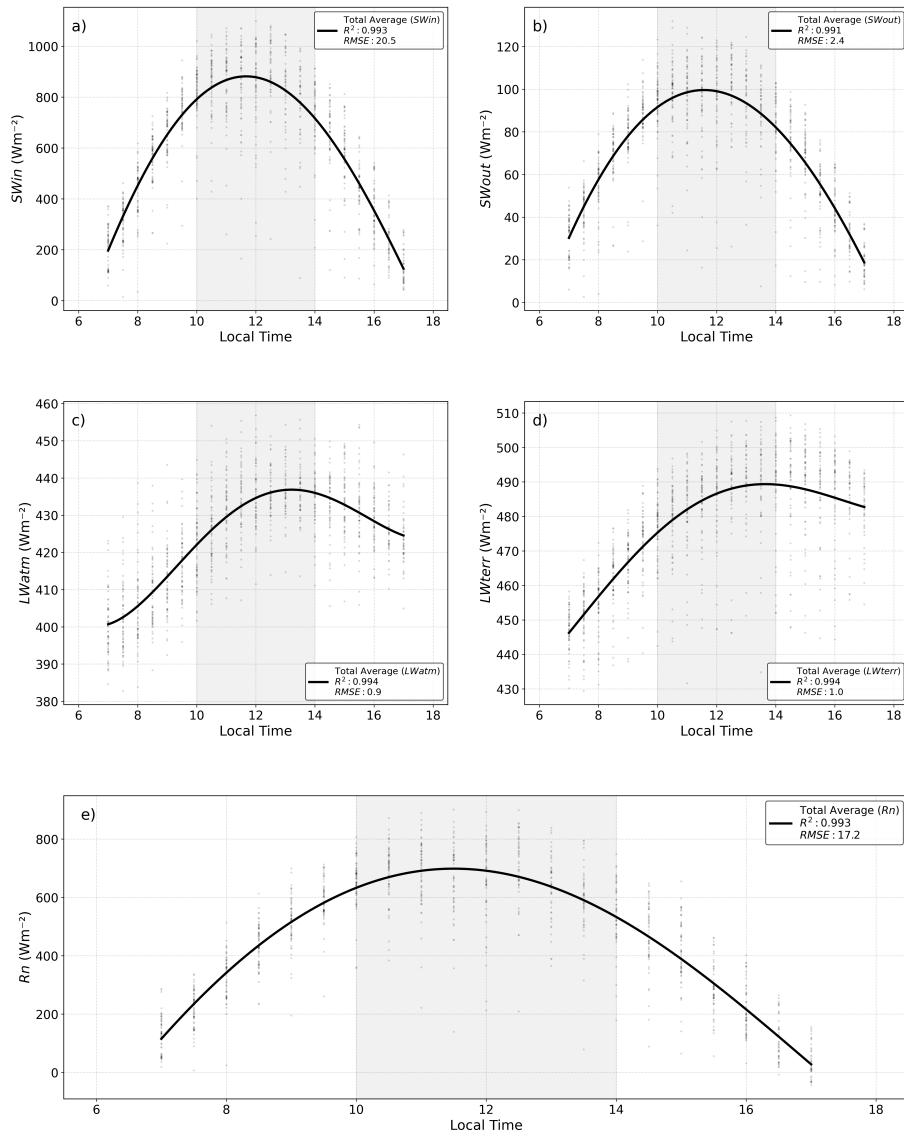 a)
Total Average (SWin)
R² : 0.993
RMSE : 20.5
SWin (Wm⁻²)
1000
800
600
400
200
0
6 8 10 12 14 16 18
Local Time
b)
Total Average (SWout)
R² : 0.991
RMSE : 2.4
SWout (Wm⁻²)
120
100
80
60
40
20
0
6 8 10 12 14 16 18
Local Time
c)
LWatm (Wm⁻²)
460
450
440
430
420
410
400
390
380
Total Average (LWatm)
R² : 0.994
RMSE : 0.9
6 8 10 12 14 16 18
Local Time
d)
LWterr (Wm⁻²)
510
500
490
480
470
460
450
440
430
Total Average (LWterr)
R² : 0.994
RMSE : 1.0
6 8 10 12 14 16 18
Local Time
e)
Total Average (Rn)
R² : 0.993
RMSE : 17.2
Rn (Wm⁻²)
800
600
400
200
0
6 8 10 12 14 16 18
Local Time